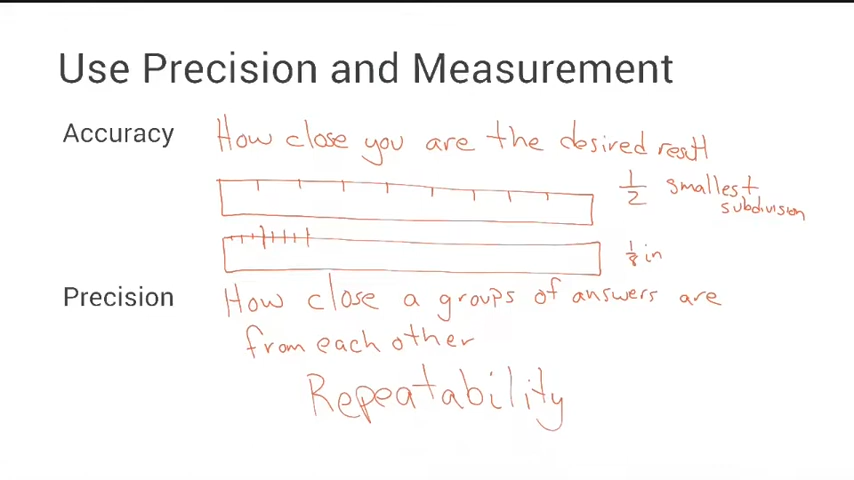 Use Precision and Measurement
Accuracy How close you are the desired result
1/2 smallest
subdivision
1/8 in
Precision How close a groups of answers are
from each other
Repeatability